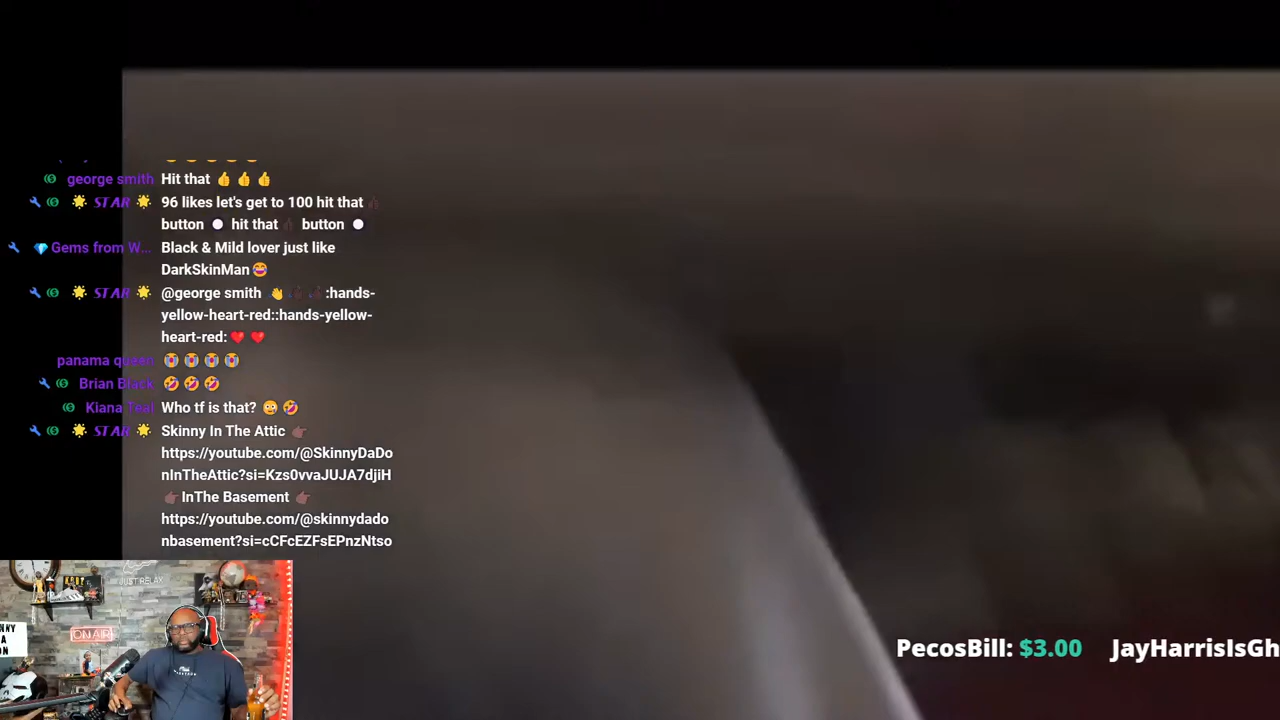 george smith Hit that 👍 👍 👍
🌟 STAR 🌟 96 likes let's get to 100 hit that
button hit that button
💎Gems from W... Black & Mild lover just like
DarkSkinMan😂
🌟 STAR 🌟 @george smith 👏 :hands-
yellow-heart-red::hands-yellow-
heart-red:❤️ ❤️
panama queen 😭 😭 😭 😭
Brian Black 🤣 🤣 🤣
Kiana Teal Who tf is that? 😳 🤣
🌟 STAR 🌟 Skinny In The Attic 👉🏾
https://youtube.com/@SkinnyDaDo
nInTheAttic?si=Kzs0vvaJUJA7djiH
👉🏾InThe Basement 👉🏾
https://youtube.com/@skinnydado
nbasement?si=cCFcEZFsEPnzNtso
JUST RELAX
ON AIR
PecosBill: $3.00 JayHarrisIsGh